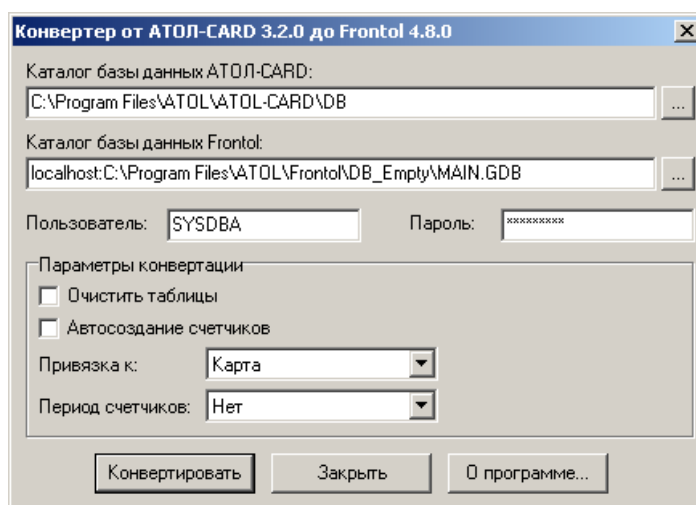 Конвертер от АТОЛ-CARD 3.2.0 до Frontol 4.8.0
Каталог базы данных АТОЛ-CARD:
C:\Program Files\ATOL\ATOL-CARD\DB
...
Каталог базы данных Frontol:
localhost:C:\Program Files\ATOL\Frontol\DB_Empty\MAIN.GDB
...
Пользователь: SYSDBA Пароль: *********
Параметры конвертации
Очистить таблицы
Автосоздание счетчиков
Привязка к: Карта
Период счетчиков: Нет
Конвертировать Закрыть О программе...